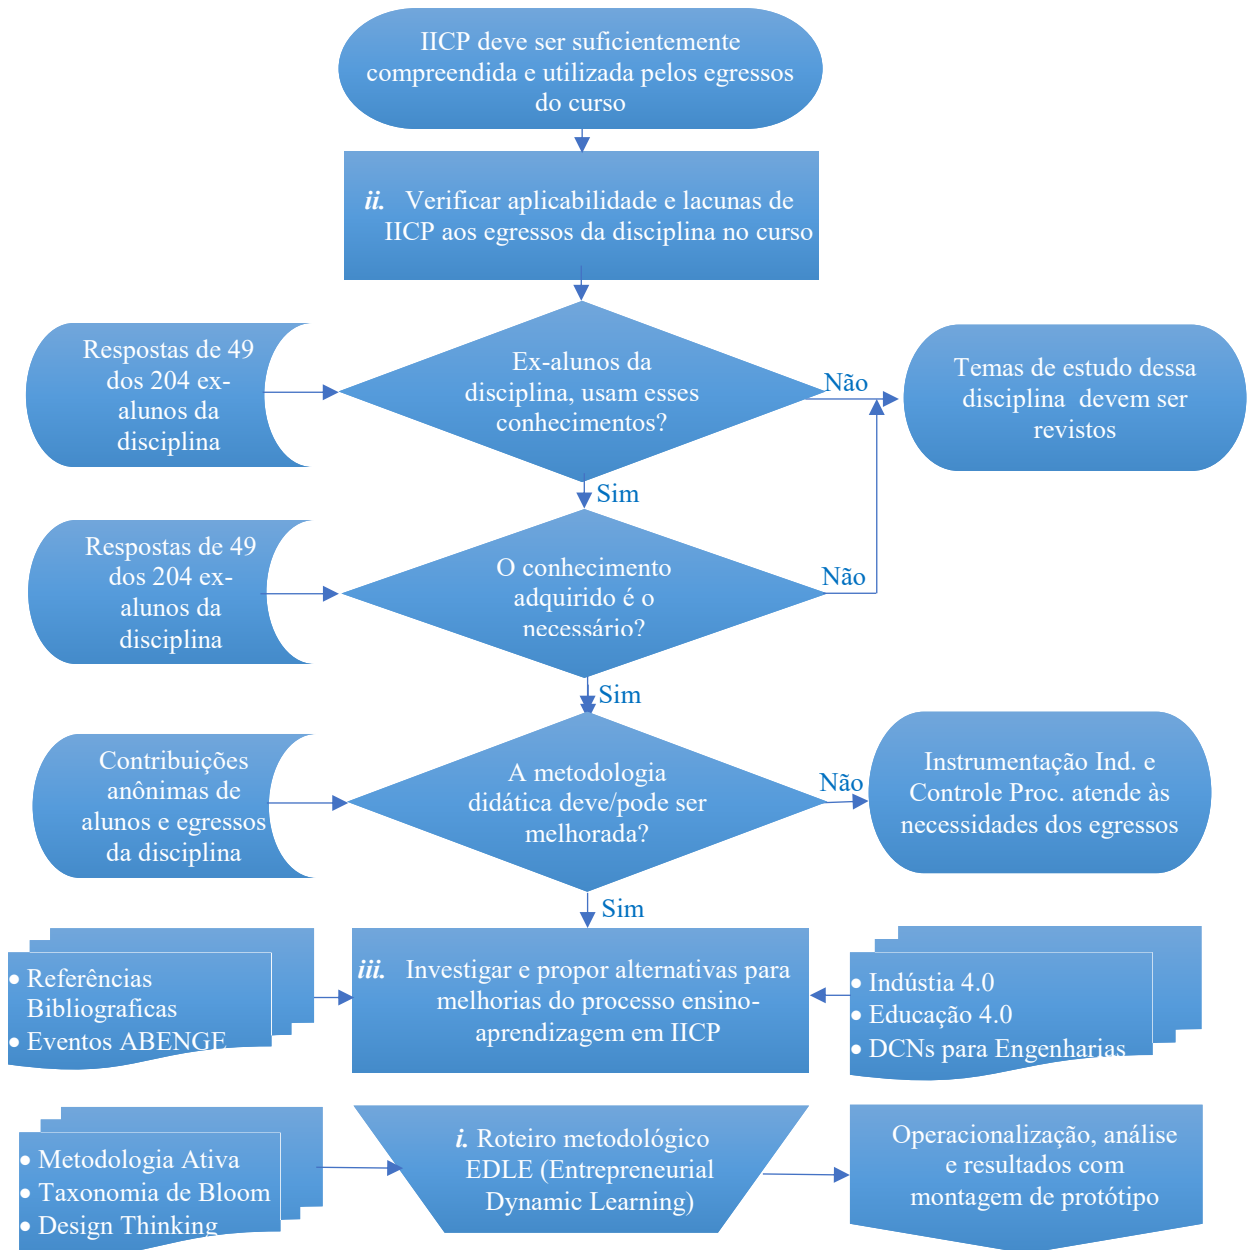 IICP deve ser suficientemente
compreendida e utilizada pelos egressos
do curso
ii. Verificar aplicabilidade e lacunas de
IICP aos egressos da disciplina no curso
Respostas de 49
dos 204 ex-
alunos da
disciplina
Ex-alunos da
disciplina, usam esses
conhecimentos?
Não
Temas de estudo dessa
disciplina devem ser
revistos
Sim
Respostas de 49
dos 204 ex-
alunos da
disciplina
O conhecimento
adquirido é o
necessário?
Não
Sim
Contribuições
anônimas de
alunos e egressos
da disciplina
A metodologia
didática deve/pode ser
melhorada?
Não
Instrumentação Ind. e
Controle Proc. atende às
necessidades dos egressos
Sim
• Referências
Bibliograficas
• Eventos ABENGE
iii. Investigar e propor alternativas para
melhorias do processo ensino-
aprendizagem em IICP
• Indústia 4.0
• Educação 4.0
• DCNs para Engenharias
• Metodologia Ativa
• Taxonomia de Bloom
• Design Thinking
i. Roteiro metodológico
EDLE (Entrepreneurial
Dynamic Learning)
Operacionalização, análise
e resultados com
montagem de protótipo